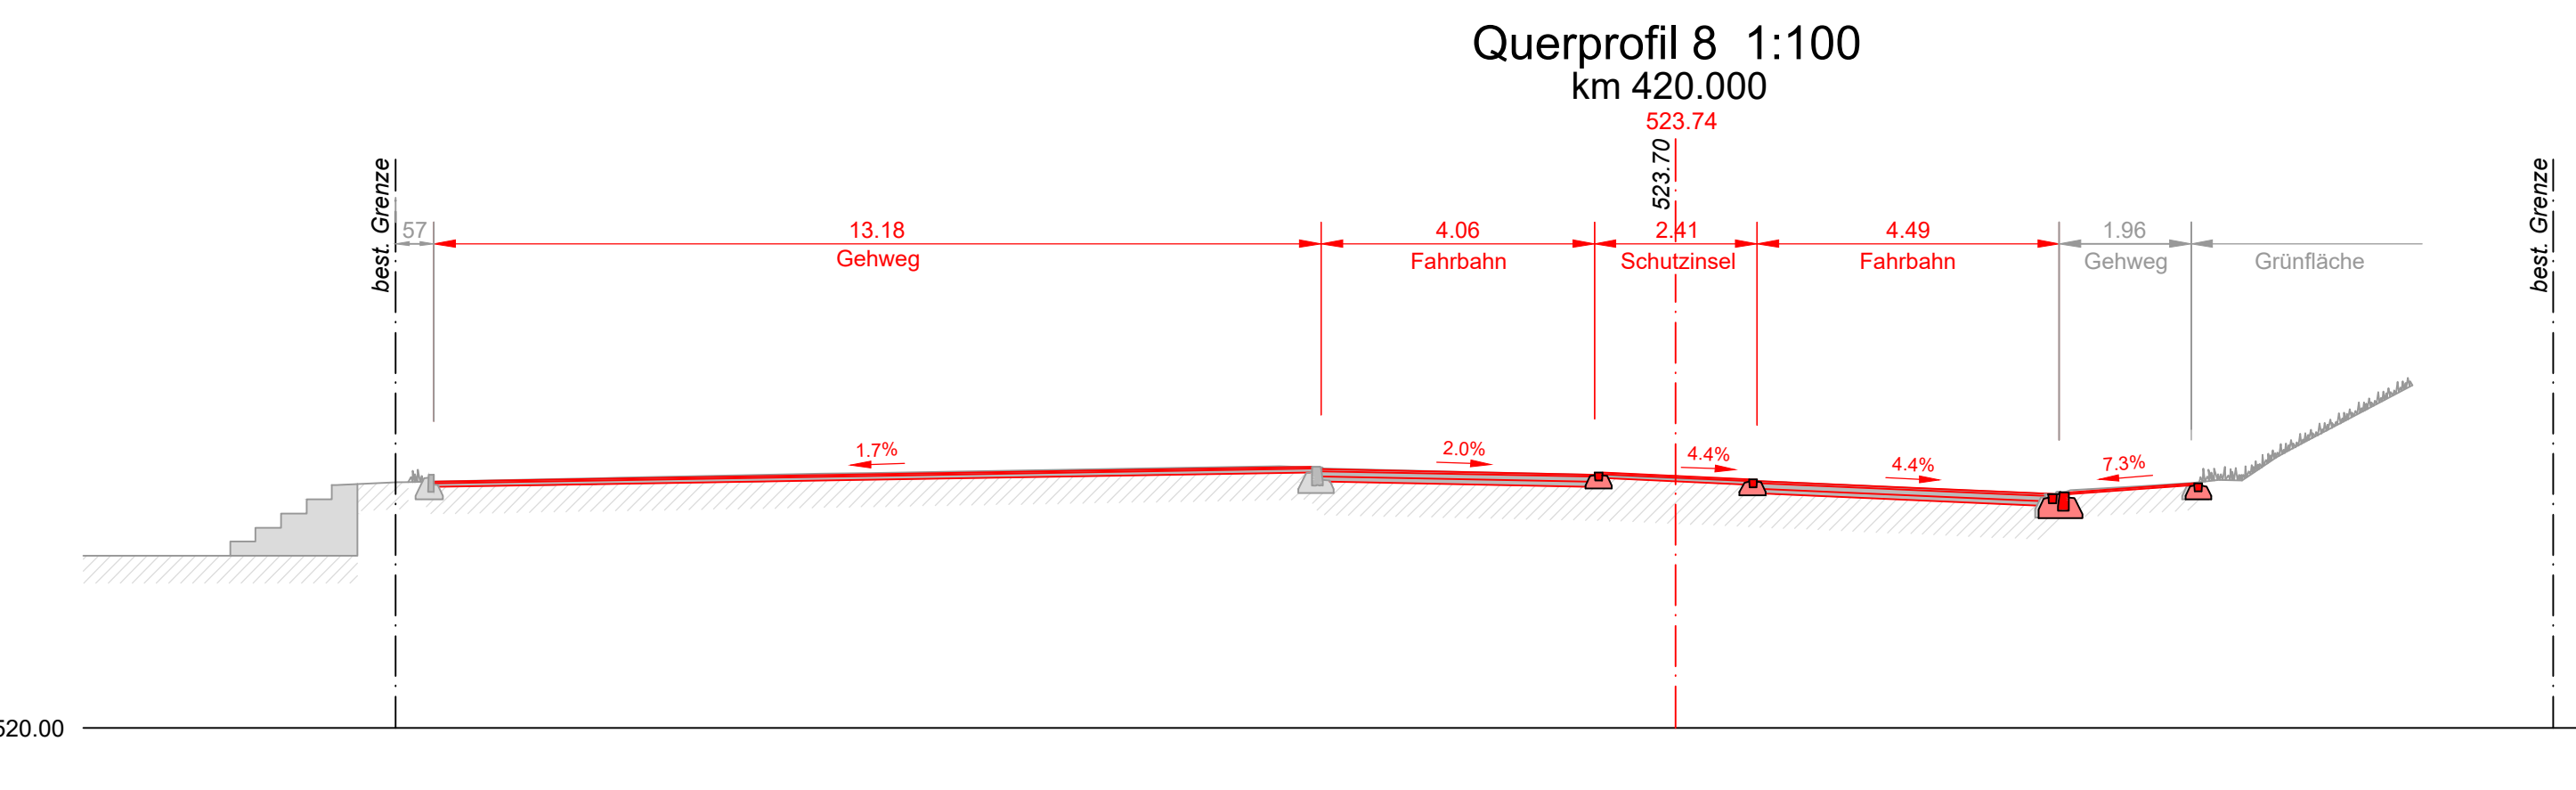 Querprofil 8 1:100
km 420.000
523.74
523.70
best. Grenze
best. Grenze
57
13.18
4.06
2.41
4.49
1.96
Gehweg
Fahrbahn
Schutzinsel
Fahrbahn
Gehweg
Grünfläche
1.7%
2.0%
4.4%
4.4%
7.3%
520.00